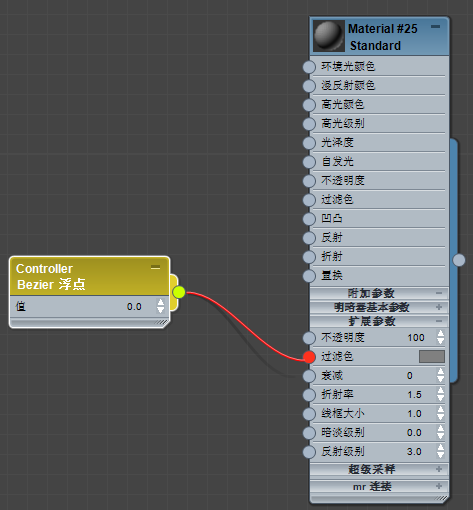 Material #25
Standard
环境光颜色
漫反射颜色
高光颜色
高光级别
光泽度
自发光
不透明度
过滤色
凹凸
反射
折射
置换
附加参数
明暗器基本参数
扩展参数
不透明度 100
过滤色
衰减 0
折射率 1.5
线框大小 1.0
暗淡级别 0.0
反射级别 3.0
超级采样
mr 连接
Controller
Bezier 浮点
值 0.0